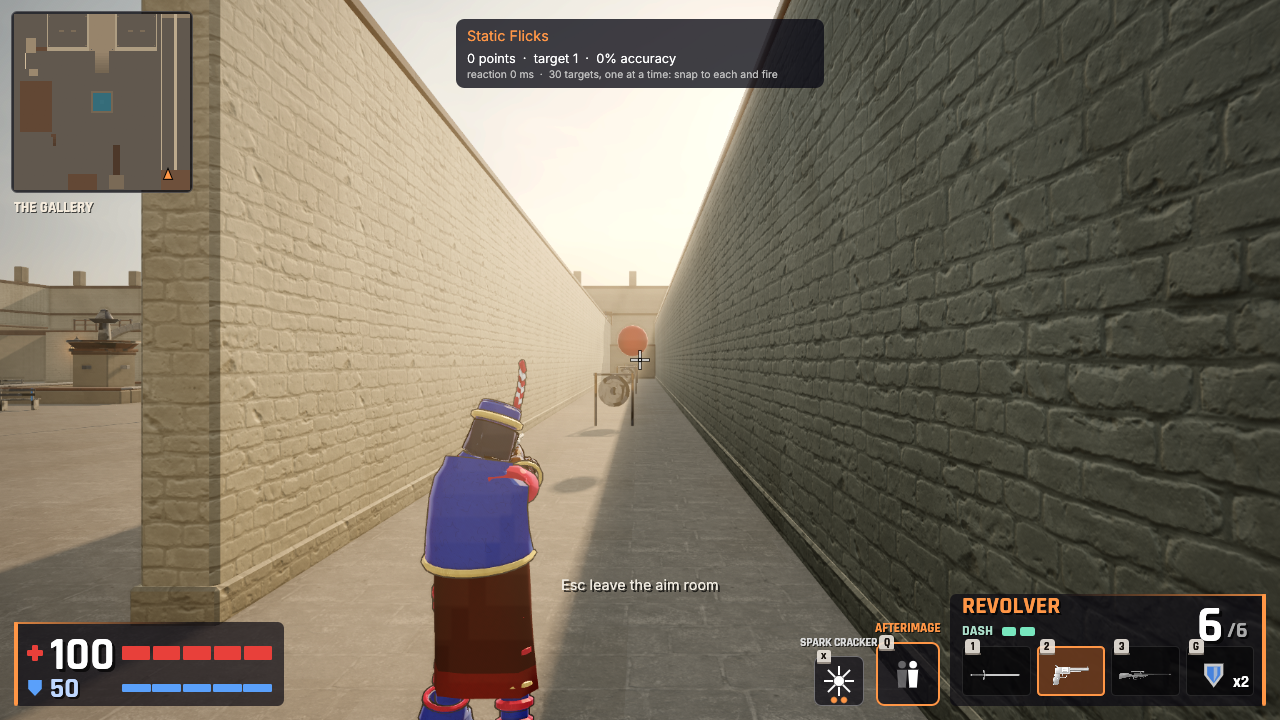 Static Flicks
0 points · target 1 · 0% accuracy
reaction 0 ms · 30 targets, one at a time: snap to each and fire
THE GALLERY
Esc leave the aim room
100
50
SPARK CRACKER
X
AFTERIMAGE
Q
REVOLVER
DASH
6/6
1
2
3
G
x2